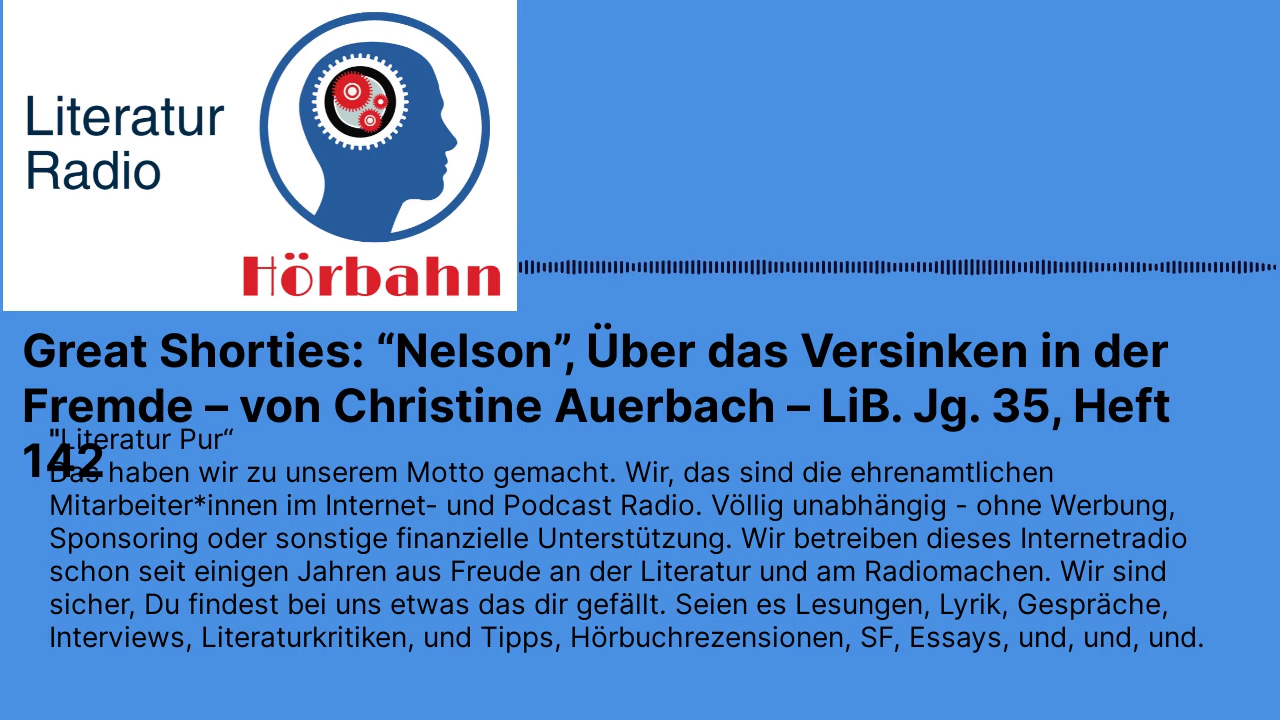 Literatur
Radio
Hörbahn
Great Shorties: “Nelson”, Über das Versinken in der
Fremde – von Christine Auerbach – LiB. Jg. 35, Heft
142
"Literatur Pur“
Das haben wir zu unserem Motto gemacht. Wir, das sind die ehrenamtlichen
Mitarbeiter*innen im Internet- und Podcast Radio. Völlig unabhängig - ohne Werbung,
Sponsoring oder sonstige finanzielle Unterstützung. Wir betreiben dieses Internetradio
schon seit einigen Jahren aus Freude an der Literatur und am Radiomachen. Wir sind
sicher, Du findest bei uns etwas das dir gefällt. Seien es Lesungen, Lyrik, Gespräche,
Interviews, Literaturkritiken, und Tipps, Hörbuchrezensionen, SF, Essays, und, und, und.